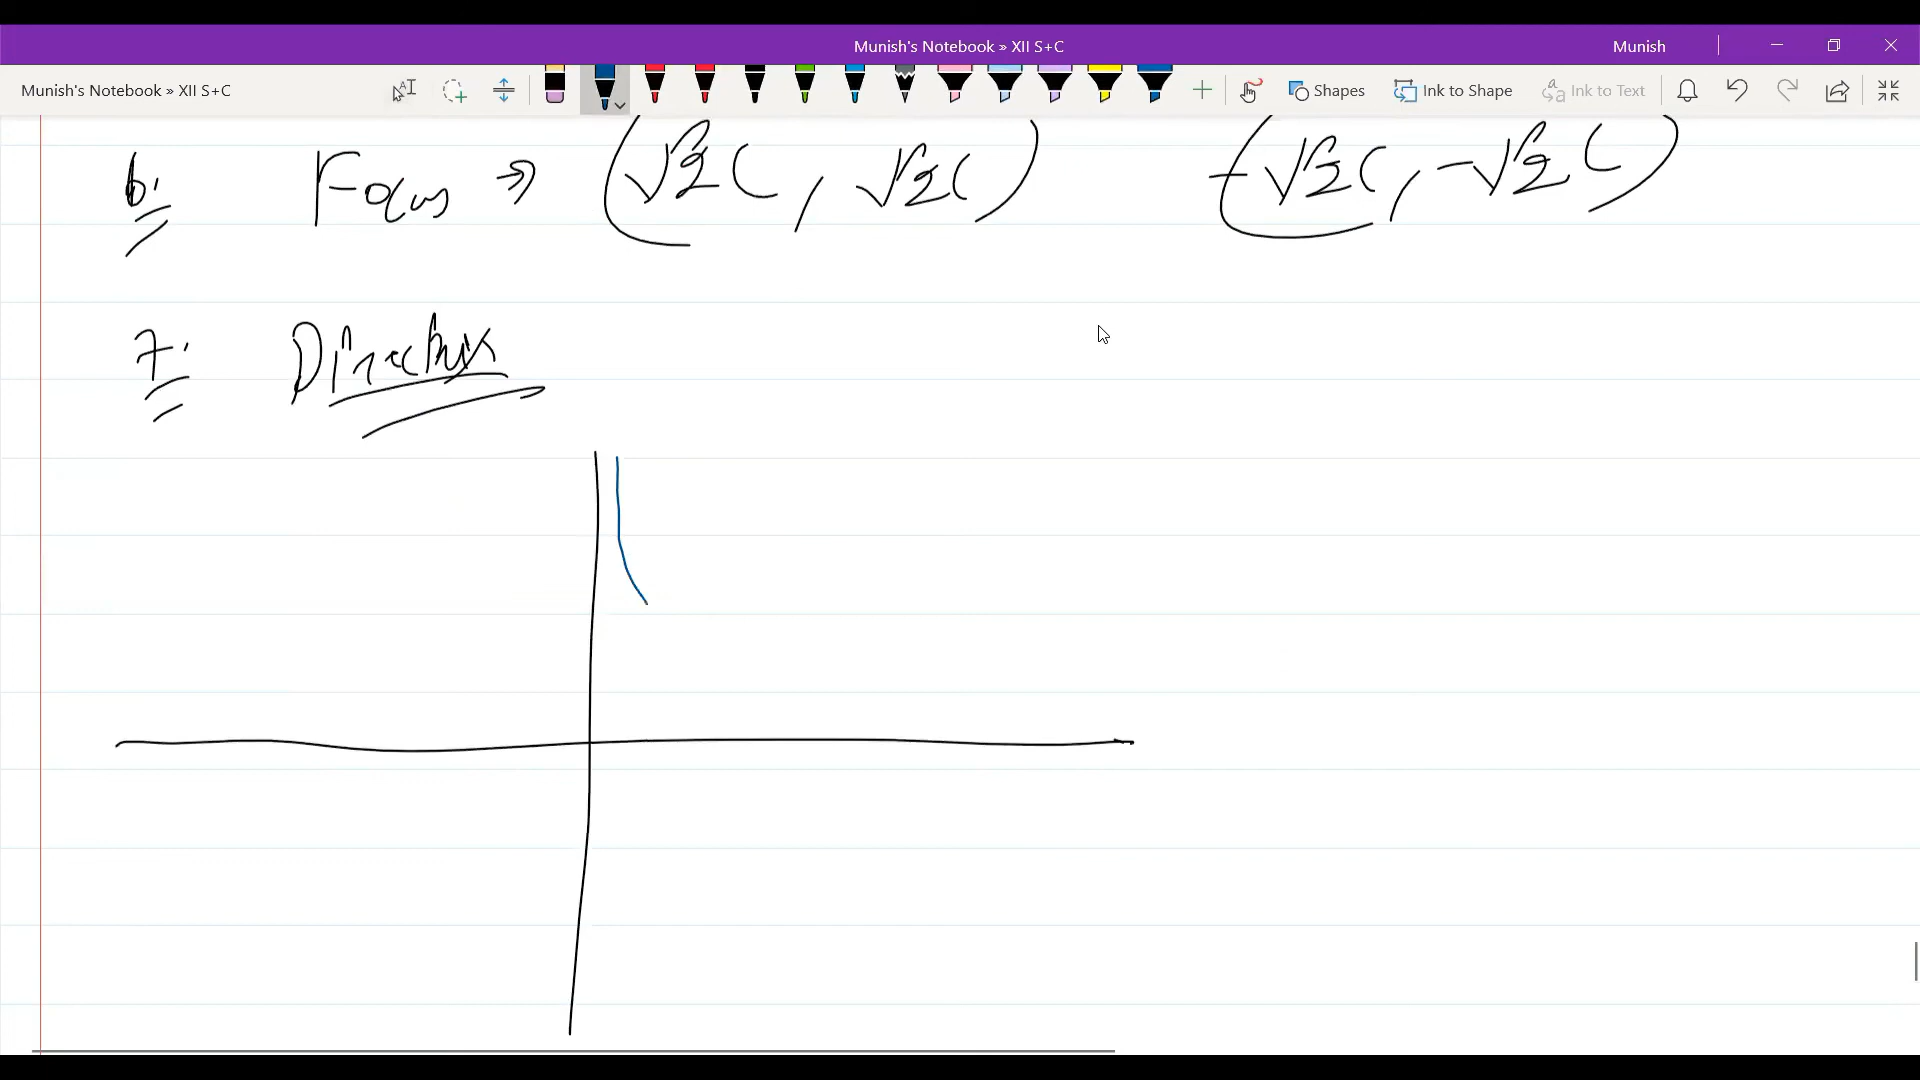 Munish's Notebook » XII S+C
Munish
Munish's Notebook » XII S+C
Shapes
Ink to Shape
Ink to Text
6. Focus → (√2C, √2C) (-√2C, -√2C)
7. Directrix